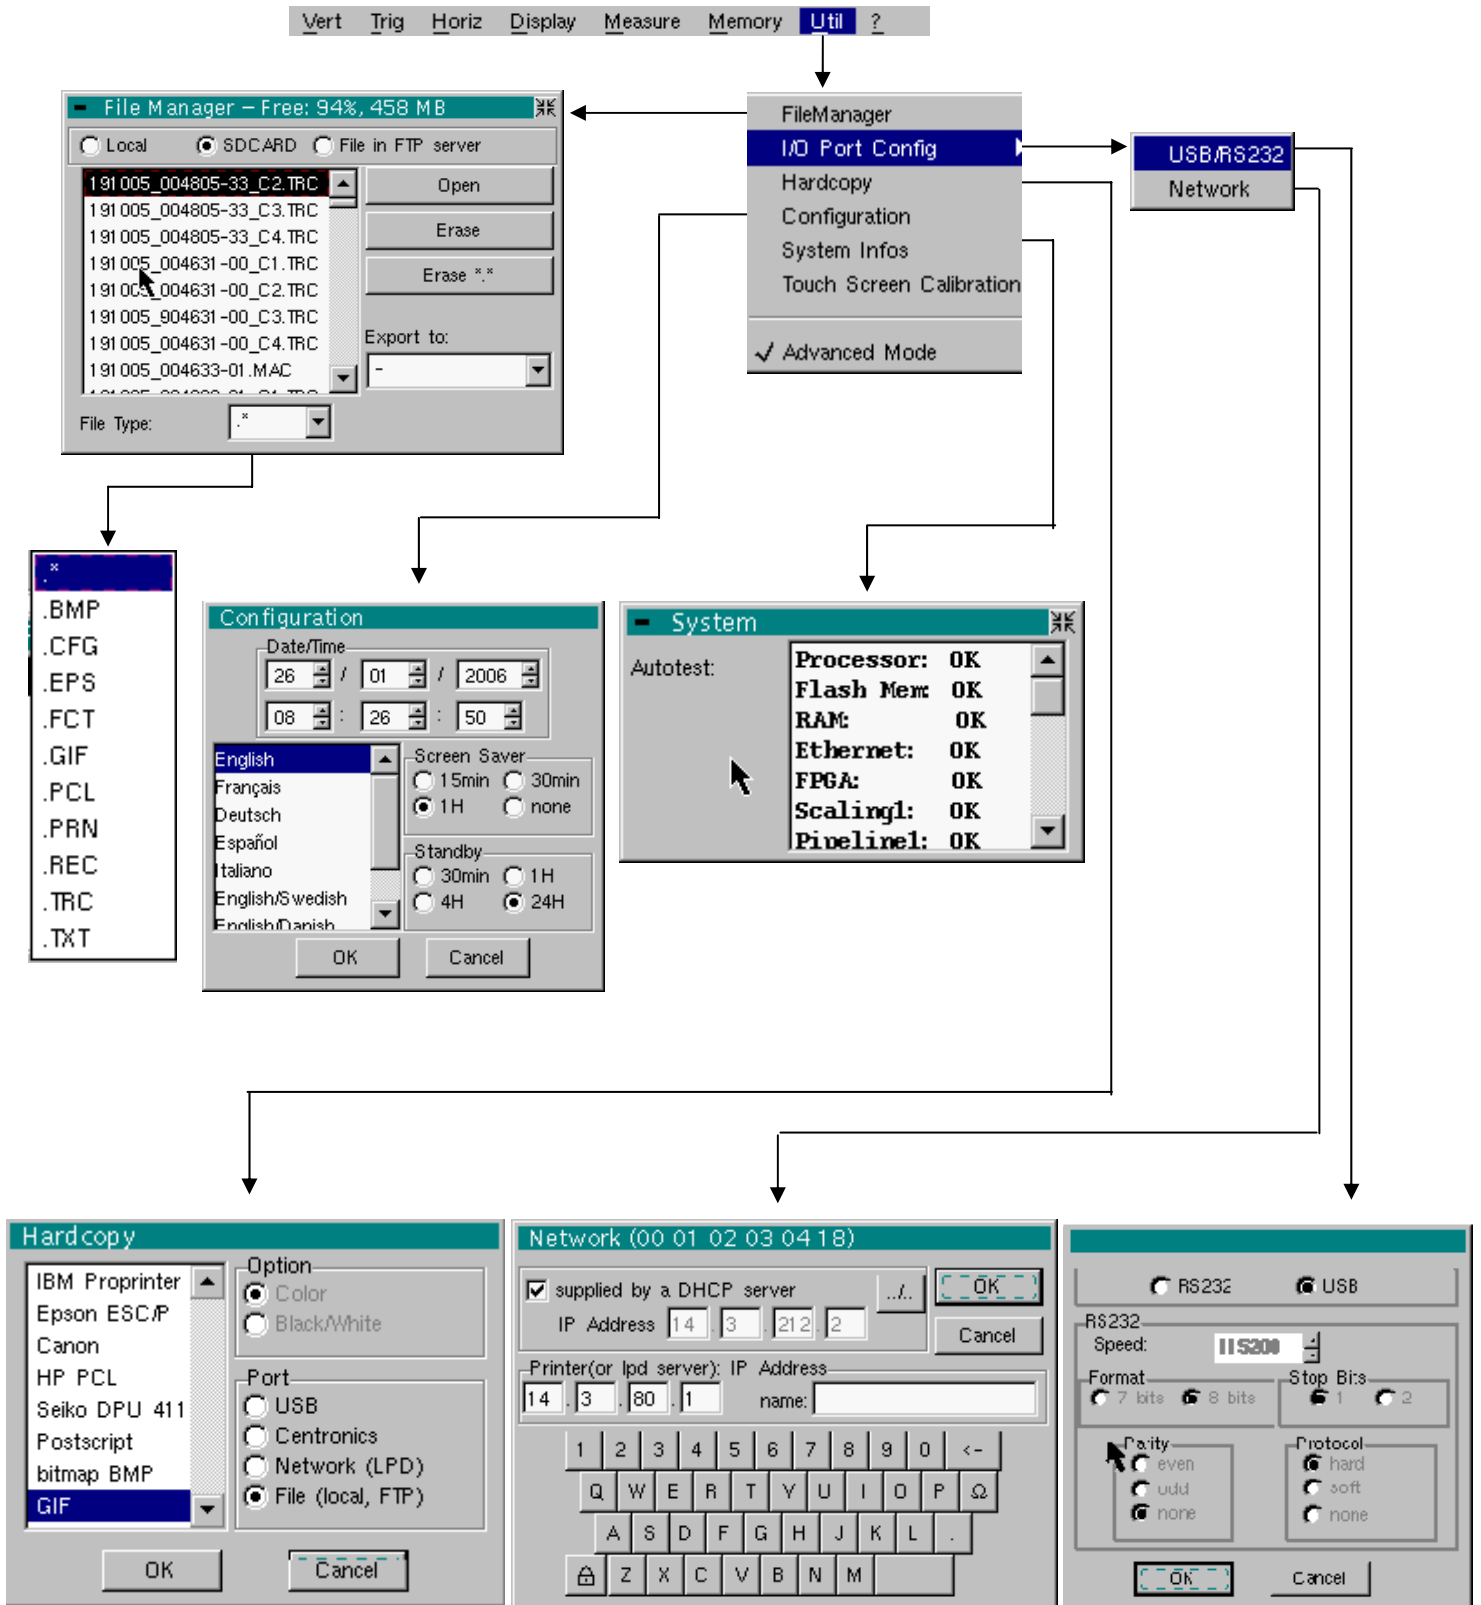 Vert Trig Horiz Display Measure Memory Util ?
File Manager – Free: 94%, 458 MB
Local SDCARD File in FTP server
191005_004805-33_C2.TRC
191005_004805-33_C3.TRC
191005_004805-33_C4.TRC
191005_004631-00_C1.TRC
191005_004631-00_C2.TRC
191005_904631-00_C3.TRC
191005_004631-00_C4.TRC
191005_004633-01.MAC
Open
Erase
Erase *.*
Export to:
-
File Type: .*
FileManager
I/O Port Config
Hardcopy
Configuration
System Infos
Touch Screen Calibration
✓ Advanced Mode
USB/RS232
Network
.*
.BMP
.CFG
.EPS
.FCT
.GIF
.PCL
.PRN
.REC
.TRC
.TXT
Configuration
Date/Time
26 / 01 / 2006
08 : 26 : 50
English
Français
Deutsch
Español
Italiano
English/Swedish
English/Danish
Screen Saver
15min 30min
1H none
Standby
30min 1H
4H 24H
OK Cancel
System
Autotest:
Processor: OK
Flash Mem: OK
RAM: OK
Ethernet: OK
FPGA: OK
Scaling1: OK
Pipeline1: OK
Hardcopy
IBM Proprinter
Epson ESC/P
Canon
HP PCL
Seiko DPU 411
Postscript
bitmap BMP
GIF
Option
Color
Black/White
Port
USB
Centronics
Network (LPD)
File (local, FTP)
OK Cancel
Network (00 01 02 03 04 18)
supplied by a DHCP server ../..
IP Address 14 . 3 . 212 . 2
OK
Cancel
Printer(or lpd server): IP Address
14 . 3 . 80 . 1 name:
1 2 3 4 5 6 7 8 9 0 <-
Q W E R T Y U I O P Ω
A S D F G H J K L .
Z X C V B N M
RS232 USB
RS232
Speed: 115200
Format
7 bits 8 bits
Stop Bits
1 2
Parity
even
odd
none
Protocol
hard
soft
none
OK Cancel